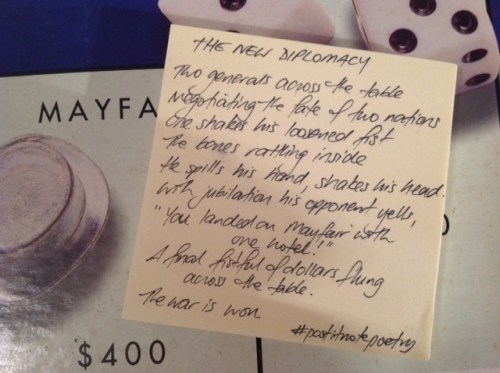 THE NEW DIPLOMACY
Two generals across the table
Negotiating the fate of two nations
One shakes his loosened fist
The bones rattling inside
He spills his hand, shakes his head.
With jubilation his opponent yells,
"You landed on Mayfair with
one hotel!"
A final fistful of dollars flung
across the table.
The war is won
#postitnotepoetry
MAYFA
$400